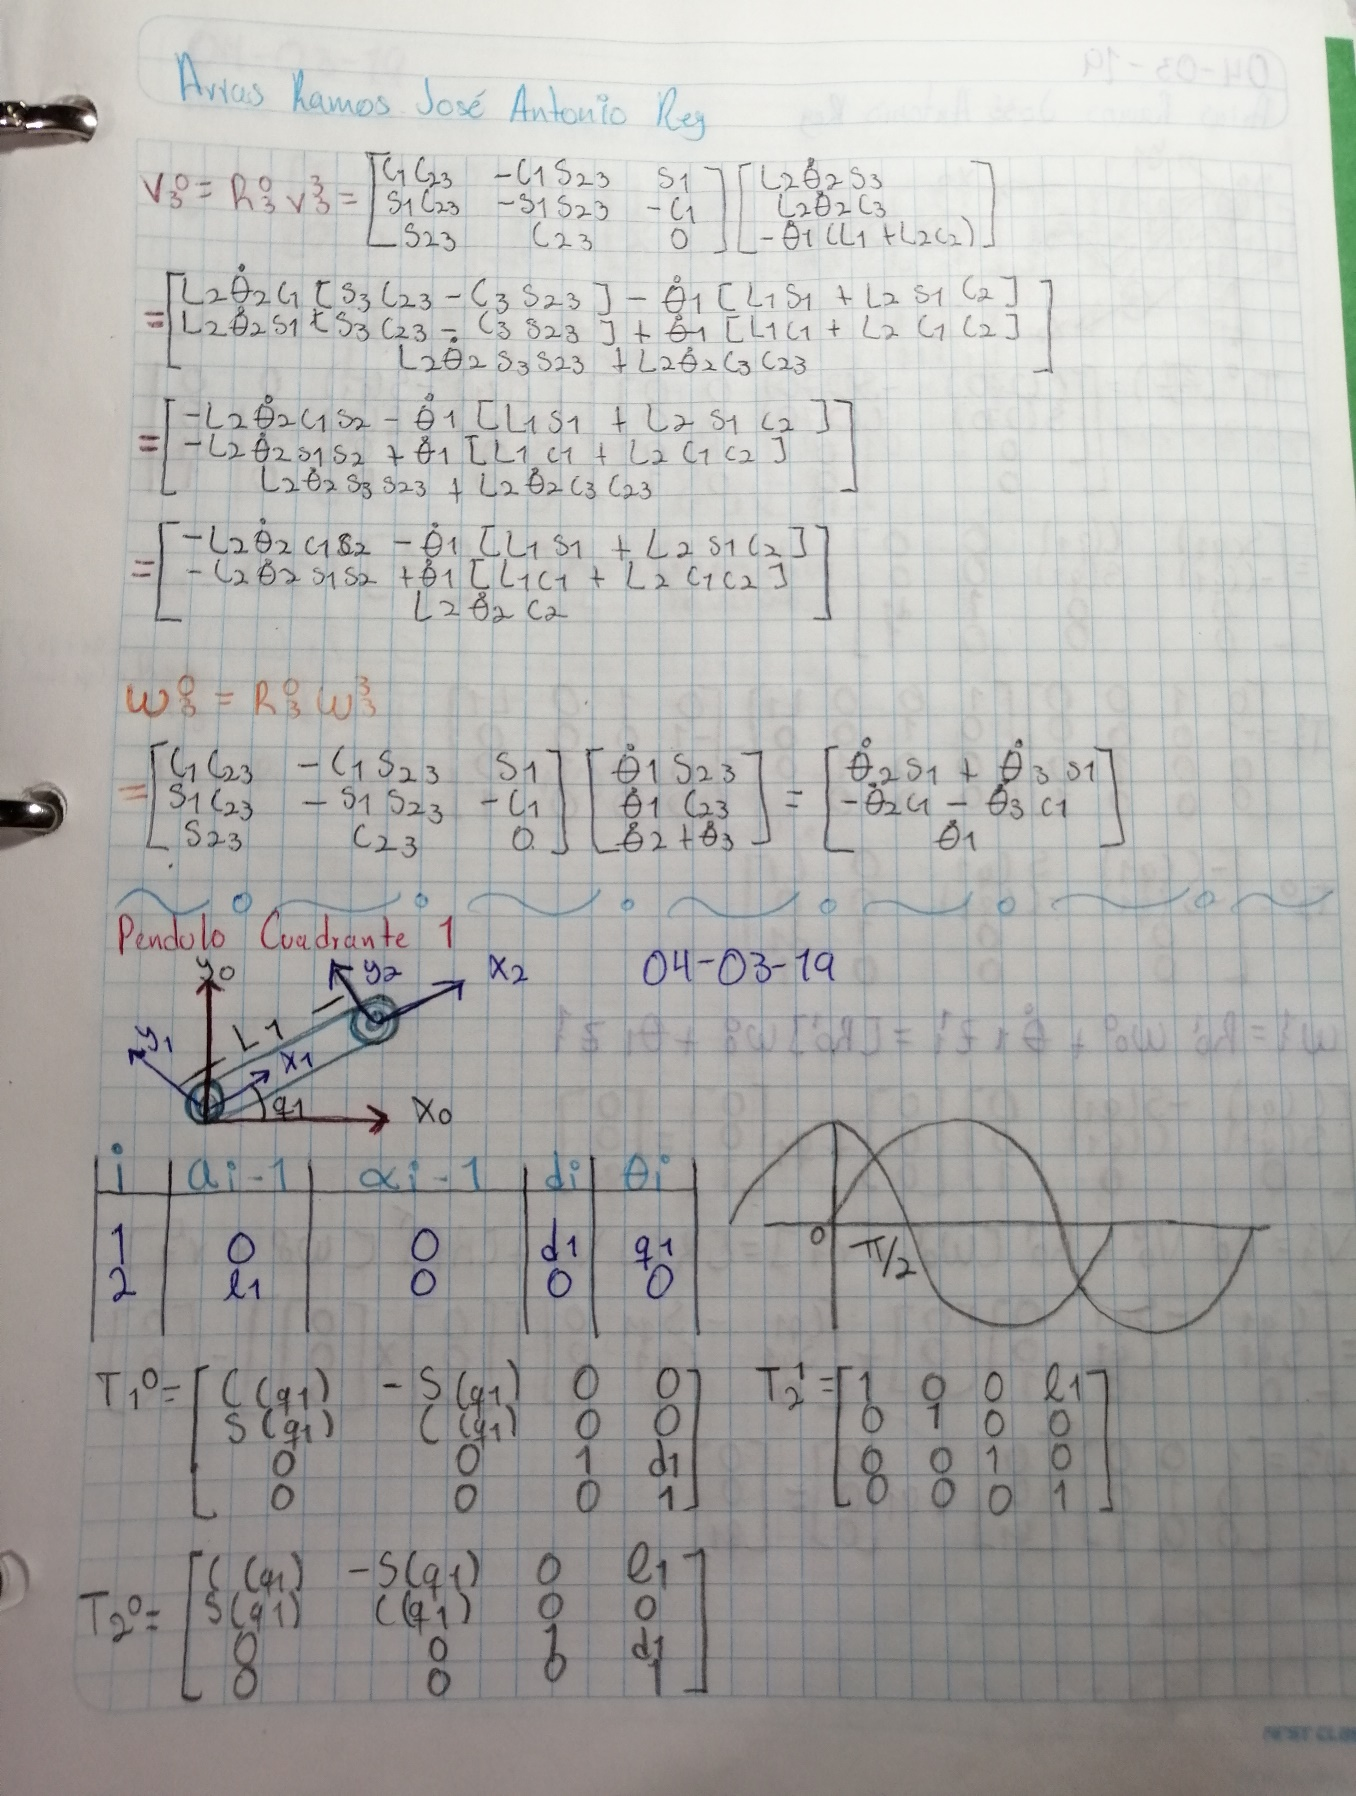 Arras Ramos José Antonio Reg
V₃⁰ = R₃⁰ V₃³ = [C1C23 -C1S23 S1] [L2θ̇2S3]
[S1C23 -S1S23 -C1] [L2θ̇2C3]
[S23 C23 0] [-θ̇1(L1+L2C2)]
= [L2θ̇2C1[S3C23 - C3S23] - θ̇1[L1S1 + L2S1C2]]
[L2θ̇2S1[S3C23 - C3S23] + θ̇1[L1C1 + L2C1C2]]
[L2θ̇2S3S23 + L2θ̇2C3C23]
= [-L2θ̇2C1S2 - θ̇1[L1S1 + L2S1C2]]
[-L2θ̇2S1S2 + θ̇1[L1C1 + L2C1C2]]
[L2θ̇2S3S23 + L2θ̇2C3C23]
= [-L2θ̇2C1S2 - θ̇1[L1S1 + L2S1C2]]
[-L2θ̇2S1S2 + θ̇1[L1C1 + L2C1C2]]
[L2θ̇2C2]
ω₃⁰ = R₃⁰ ω₃³
= [C1C23 -C1S23 S1] [θ̇1S23] = [θ̇2S1 + θ̇3S1]
[S1C23 -S1S23 -C1] [θ̇1C23] [-θ̇2C1 - θ̇3C1]
[S23 C23 0] [θ̇2+θ̇3] [θ̇1]
Pendulo Cuadrante 1
04-03-19
y0 y2 x2
y1 L1 x1
q1 x0
i ai-1 αi-1 di θi
1 0 0 d1 q1
2 l1 0 0 0
0 π/2
T₁⁰ = [C(q1) -S(q1) 0 0] T₂¹ = [1 0 0 l1]
[S(q1) C(q1) 0 0] [0 1 0 0]
[0 0 1 d1] [0 0 1 0]
[0 0 0 1] [0 0 0 1]
T₂⁰ = [C(q1) -S(q1) 0 l1]
[S(q1) C(q1) 0 0]
[0 0 1 d1]
[0 0 0 1]